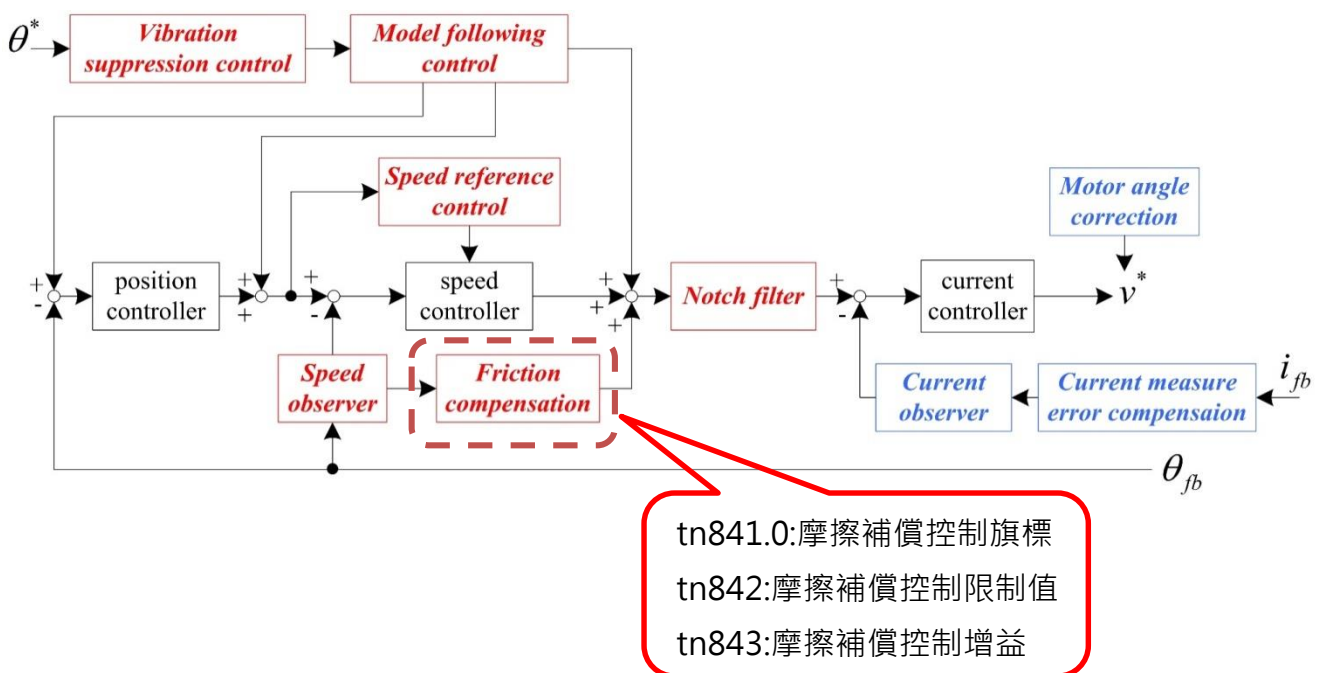 θ*
Vibration
suppression control
Model following
control
Speed reference
control
Motor angle
correction
+
-
position
controller
+
+
+
-
speed
controller
+
+
+
Notch filter
+
-
current
controller
v*
Speed
observer
Friction
compensation
Current
observer
Current measure
error compensaion
i_fb
θ_fb
tn841.0:摩擦補償控制旗標
tn842:摩擦補償控制限制值
tn843:摩擦補償控制增益